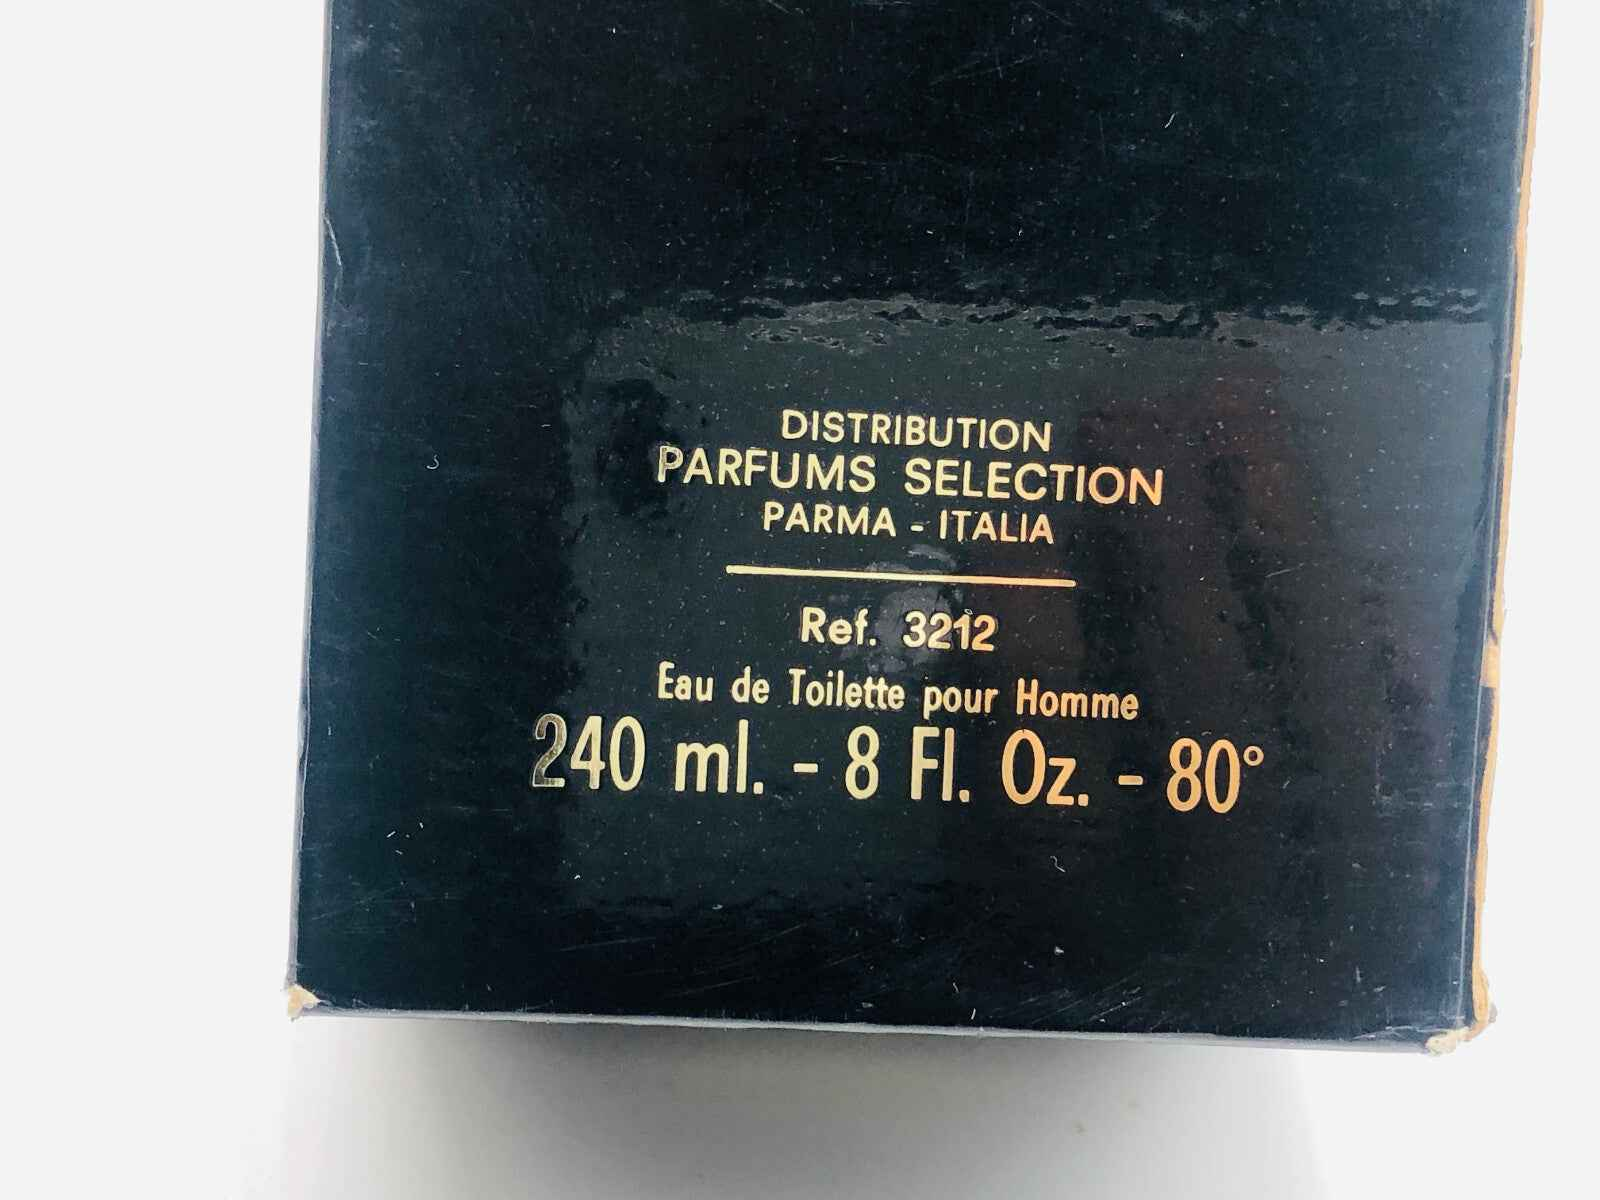 DISTRIBUTION
PARFUMS SELECTION
PARMA - ITALIA
Ref. 3212
Eau de Toilette pour Homme
240 ml. - 8 Fl. Oz. - 80°